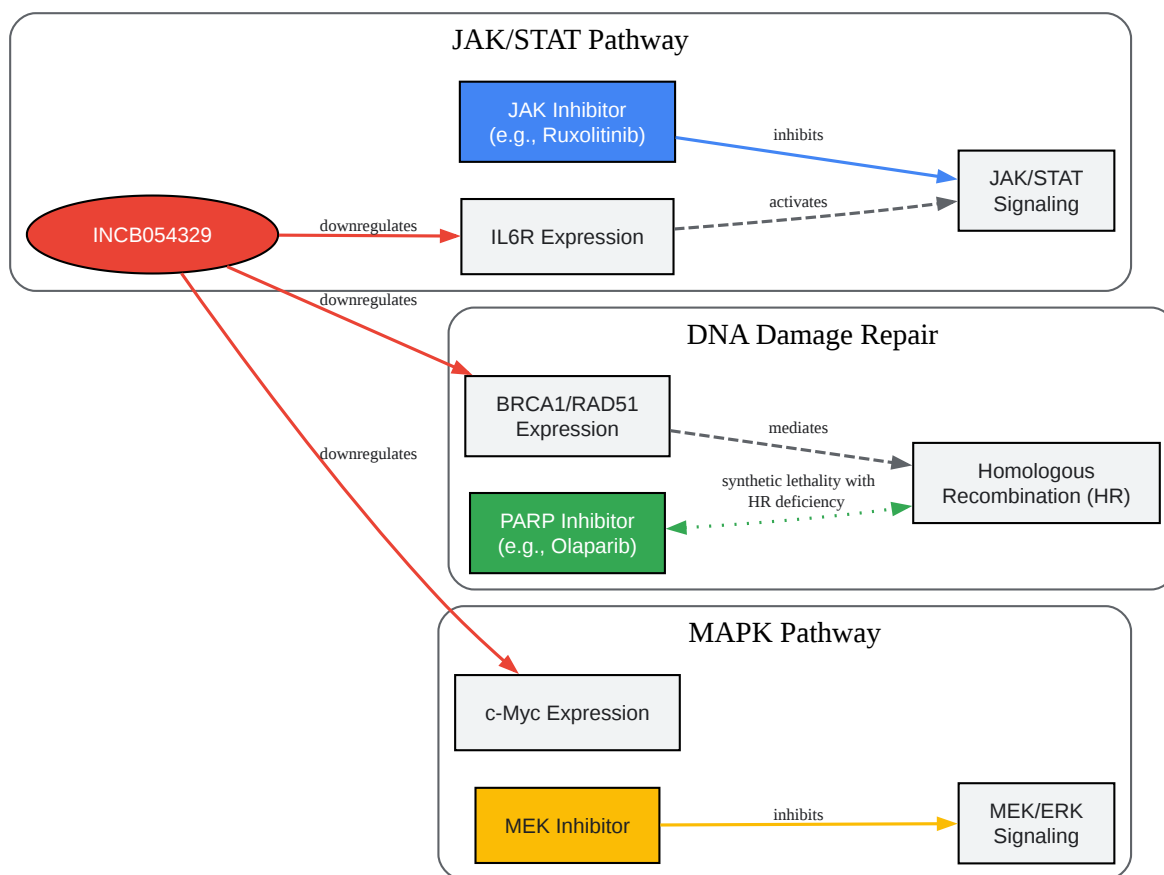 JAK/STAT Pathway
JAK Inhibitor
(e.g., Ruxolitinib)
inhibits
JAK/STAT
Signaling
INCB054329
downregulates
IL6R Expression
activates
downregulates
DNA Damage Repair
BRCA1/RAD51
Expression
mediates
Homologous
Recombination (HR)
synthetic lethality with
HR deficiency
PARP Inhibitor
(e.g., Olaparib)
downregulates
MAPK Pathway
c-Myc Expression
MEK Inhibitor
inhibits
MEK/ERK
Signaling